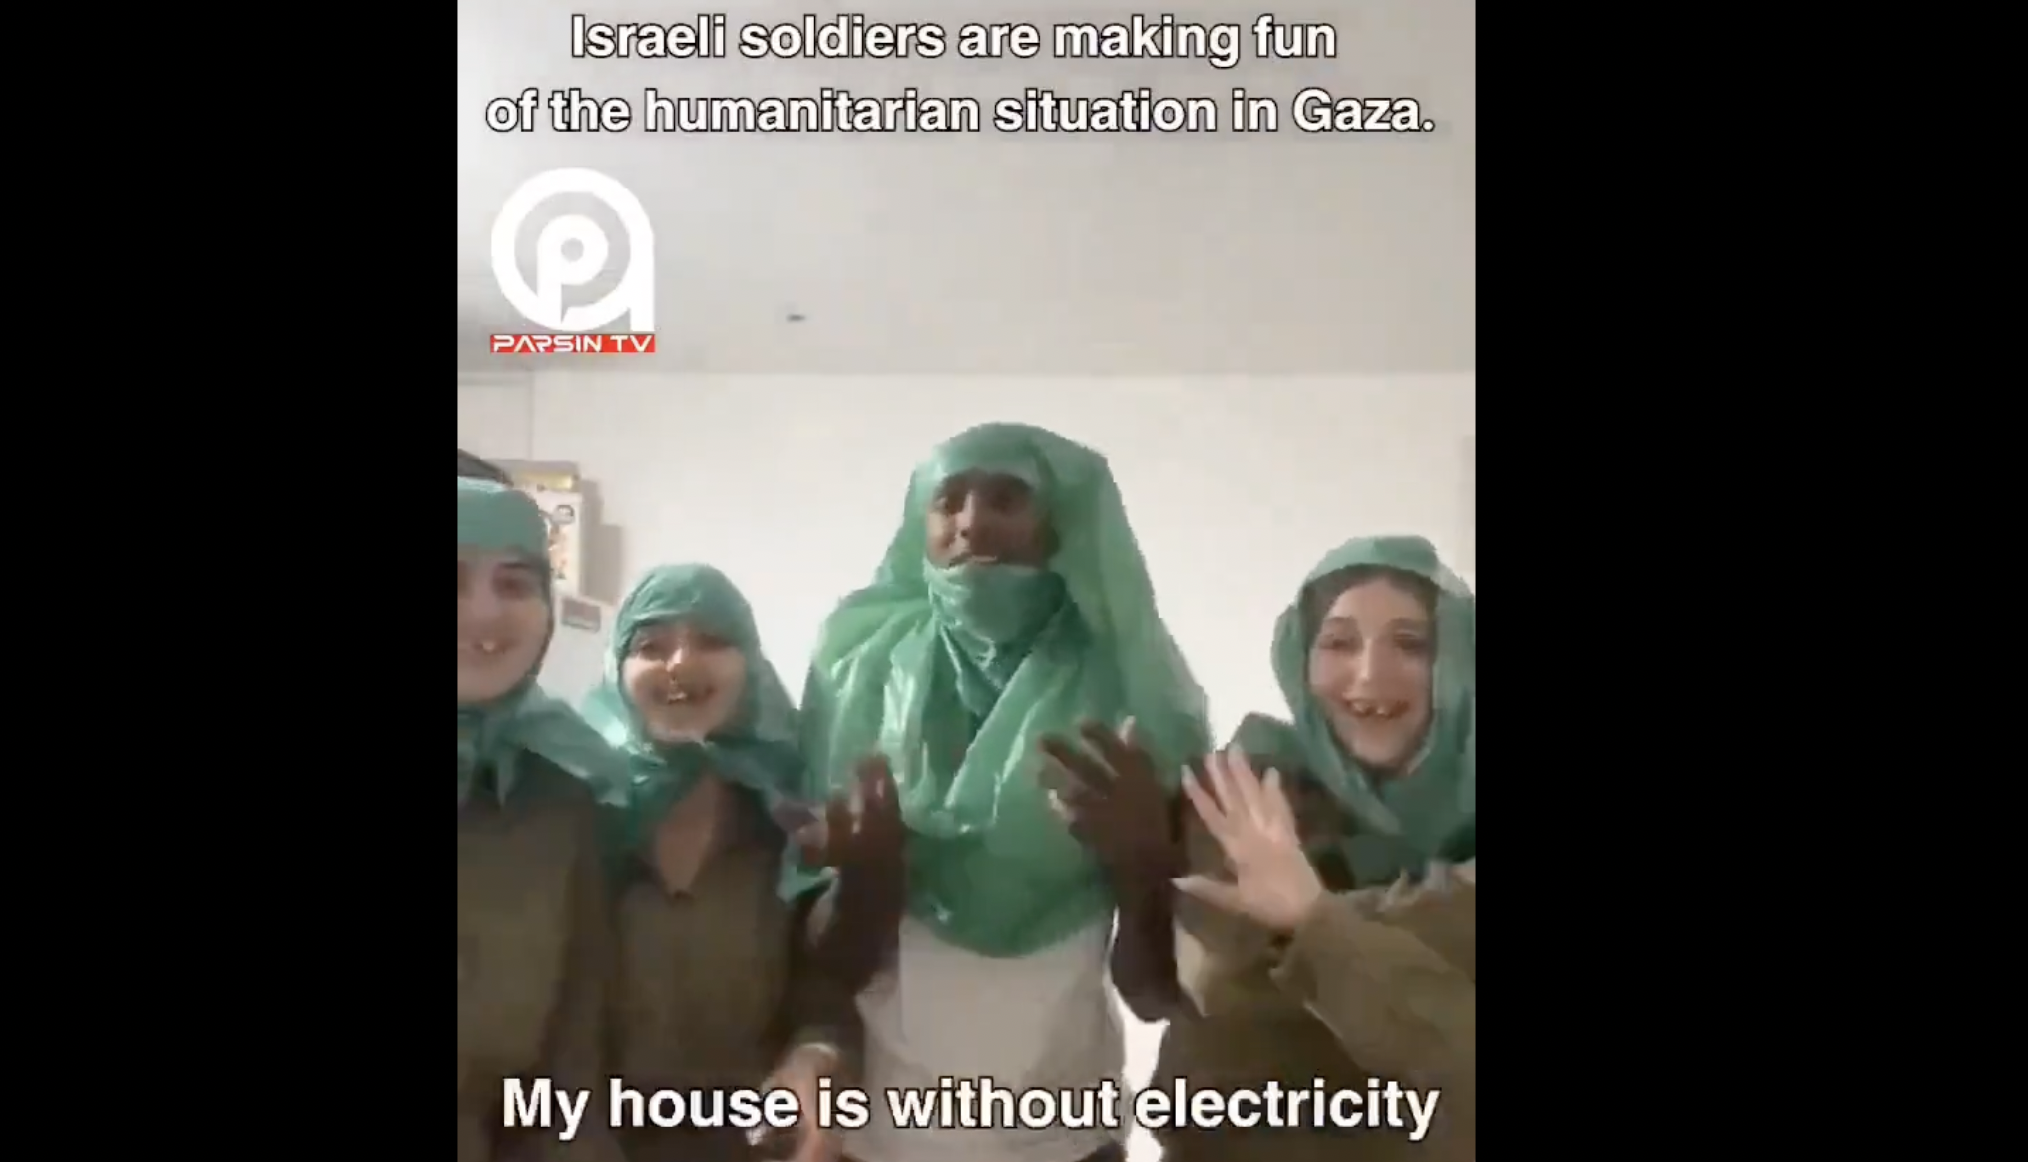 Israeli soldiers are making fun
of the humanitarian situation in Gaza.
PARSIN TV
My house is without electricity